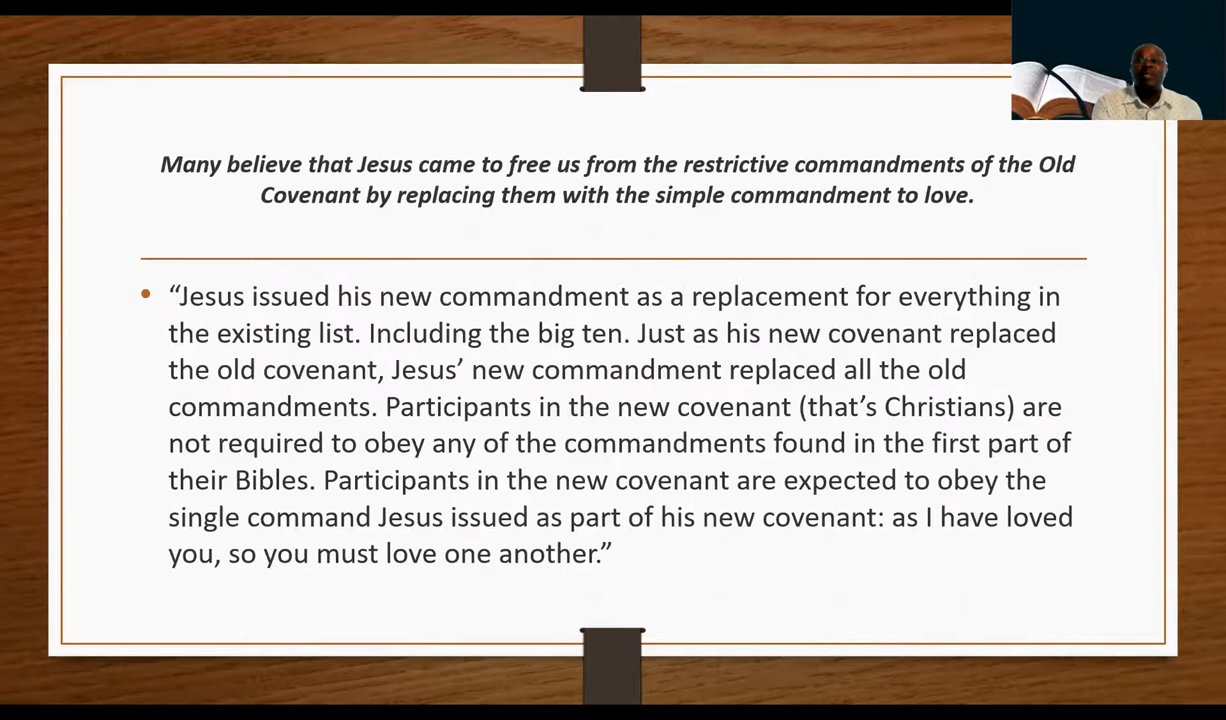 Many believe that Jesus came to free us from the restrictive commandments of the Old
Covenant by replacing them with the simple commandment to love.
• “Jesus issued his new commandment as a replacement for everything in
the existing list. Including the big ten. Just as his new covenant replaced
the old covenant, Jesus’ new commandment replaced all the old
commandments. Participants in the new covenant (that’s Christians) are
not required to obey any of the commandments found in the first part of
their Bibles. Participants in the new covenant are expected to obey the
single command Jesus issued as part of his new covenant: as I have loved
you, so you must love one another.”